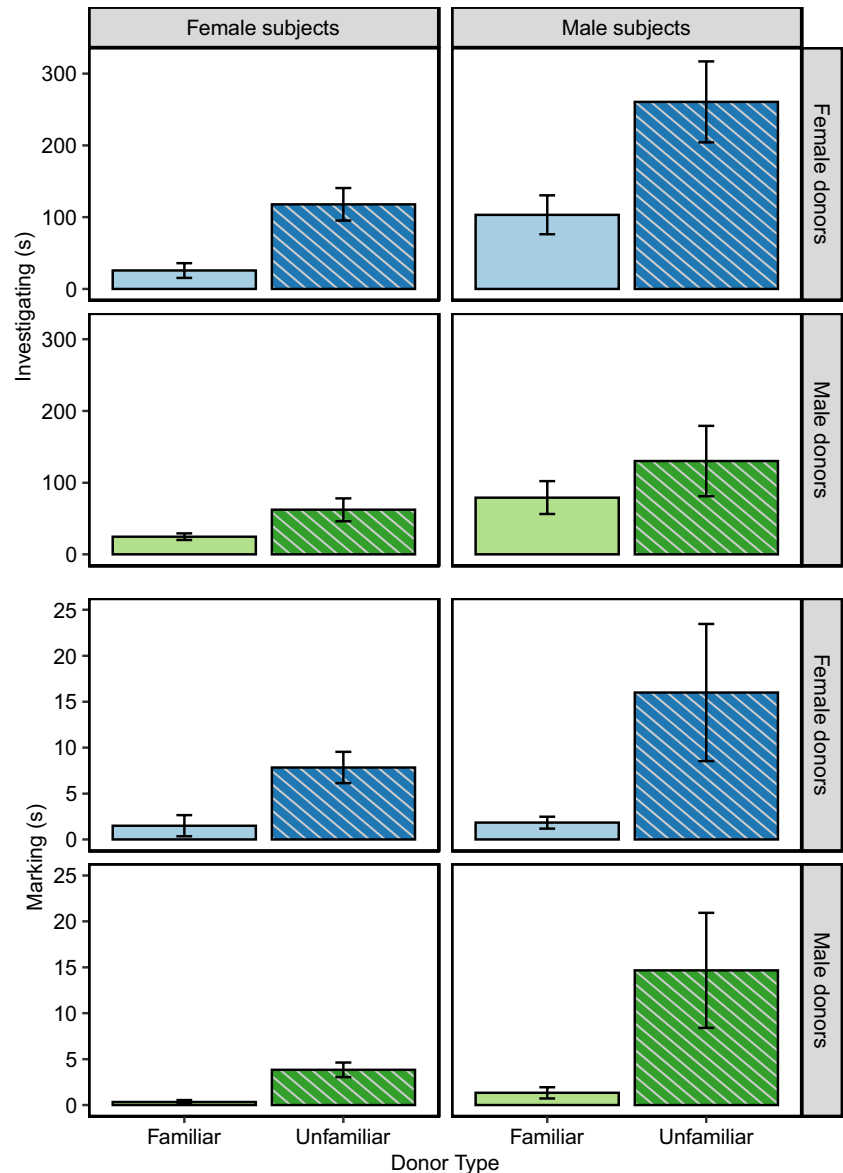 Female subjects
Male subjects
Investigating (s)
300
200
100
0
Female donors
300
200
100
0
Male donors
Marking (s)
25
20
15
10
5
0
Female donors
25
20
15
10
5
0
Male donors
Familiar
Unfamiliar
Familiar
Unfamiliar
Donor Type